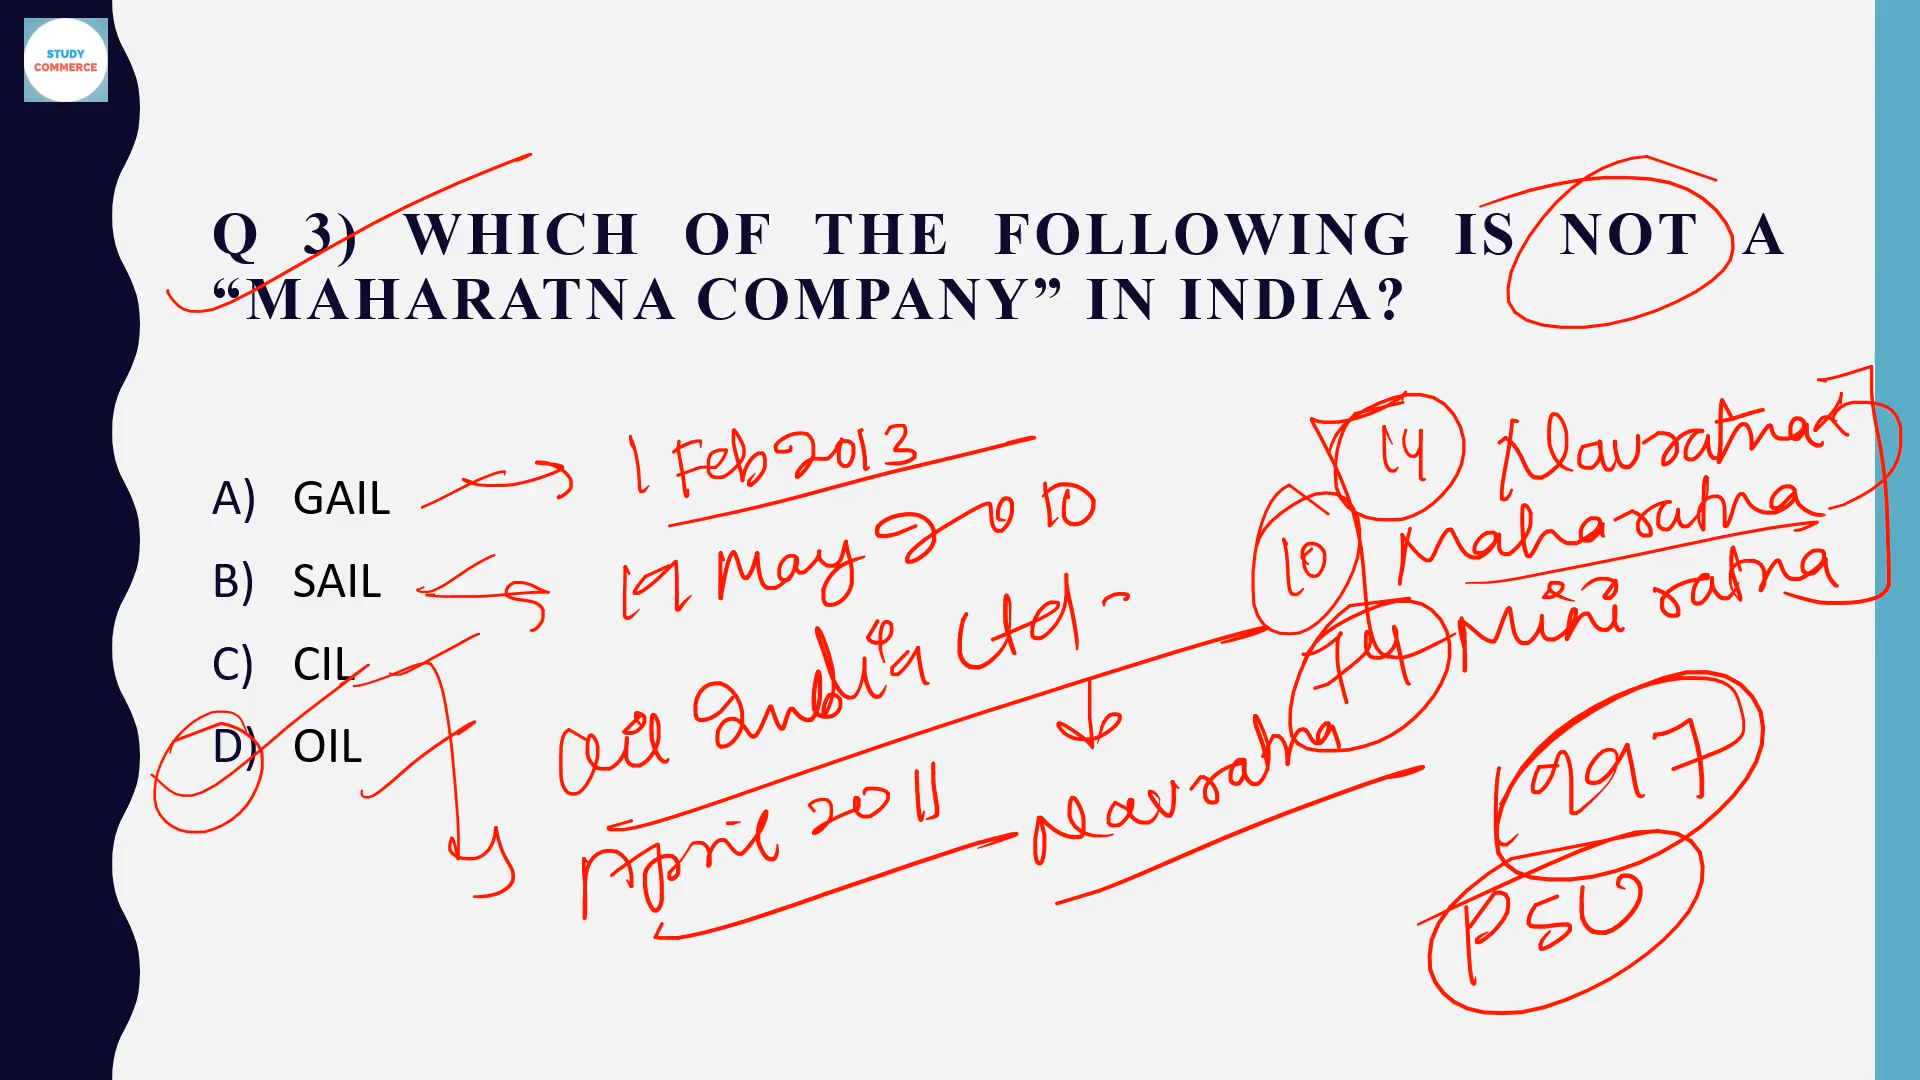 STUDY
COMMERCE
Q 3) WHICH OF THE FOLLOWING IS NOT A
“MAHARATNA COMPANY” IN INDIA?
A) GAIL
1 Feb 2013
B) SAIL
19 May 2010
C) CIL
April 2011
D) OIL
Oil India Ltd
Navratna
14 Navratna
10 Maharatna
74 Mini ratna
1997
PSU